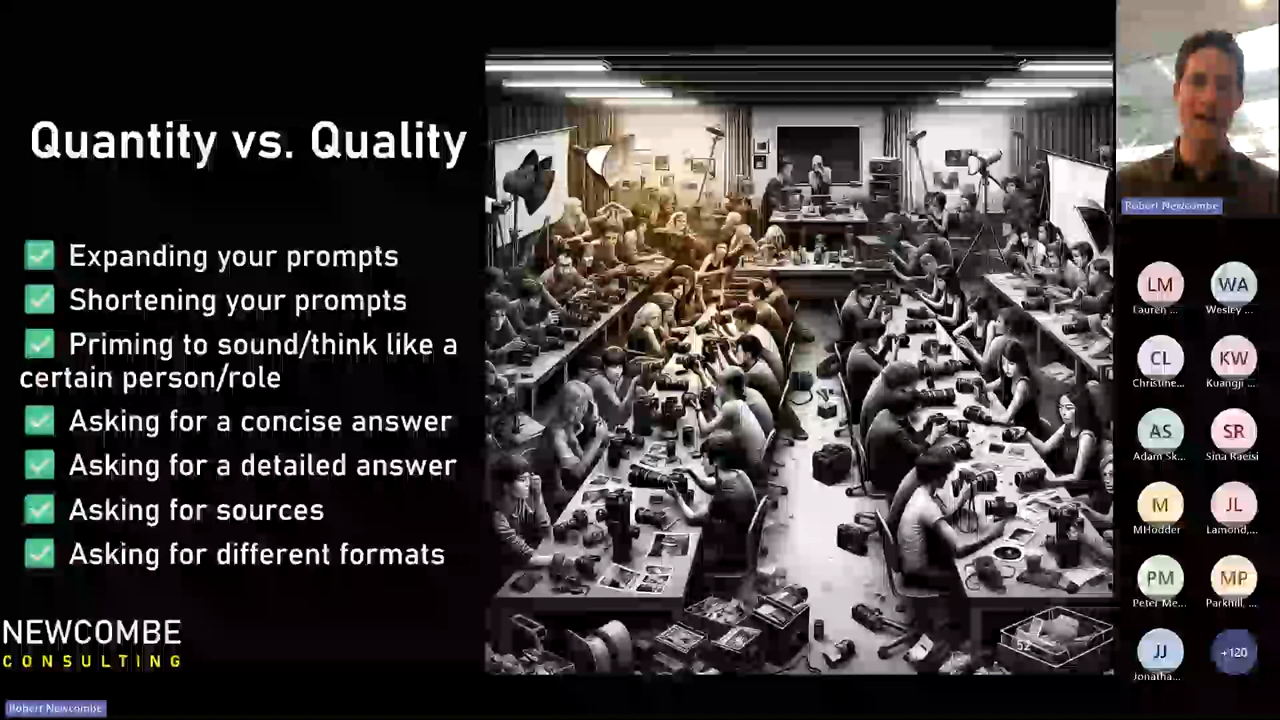 Quantity vs. Quality
✅ Expanding your prompts
✅ Shortening your prompts
✅ Priming to sound/think like a
certain person/role
✅ Asking for a concise answer
✅ Asking for a detailed answer
✅ Asking for sources
✅ Asking for different formats
NEWCOMBE
CONSULTING
Robert Newcombe
52
Robert Newcombe
LM
WA
Lauren ...
Wesley ...
CL
KW
Christine...
Kuangji ...
AS
SR
Adam Sk...
Sina Raeisi
M
JL
MHodder
Lamond,...
PM
MP
Peter Me...
Parkhill, ...
JJ
+120
Jonatha...